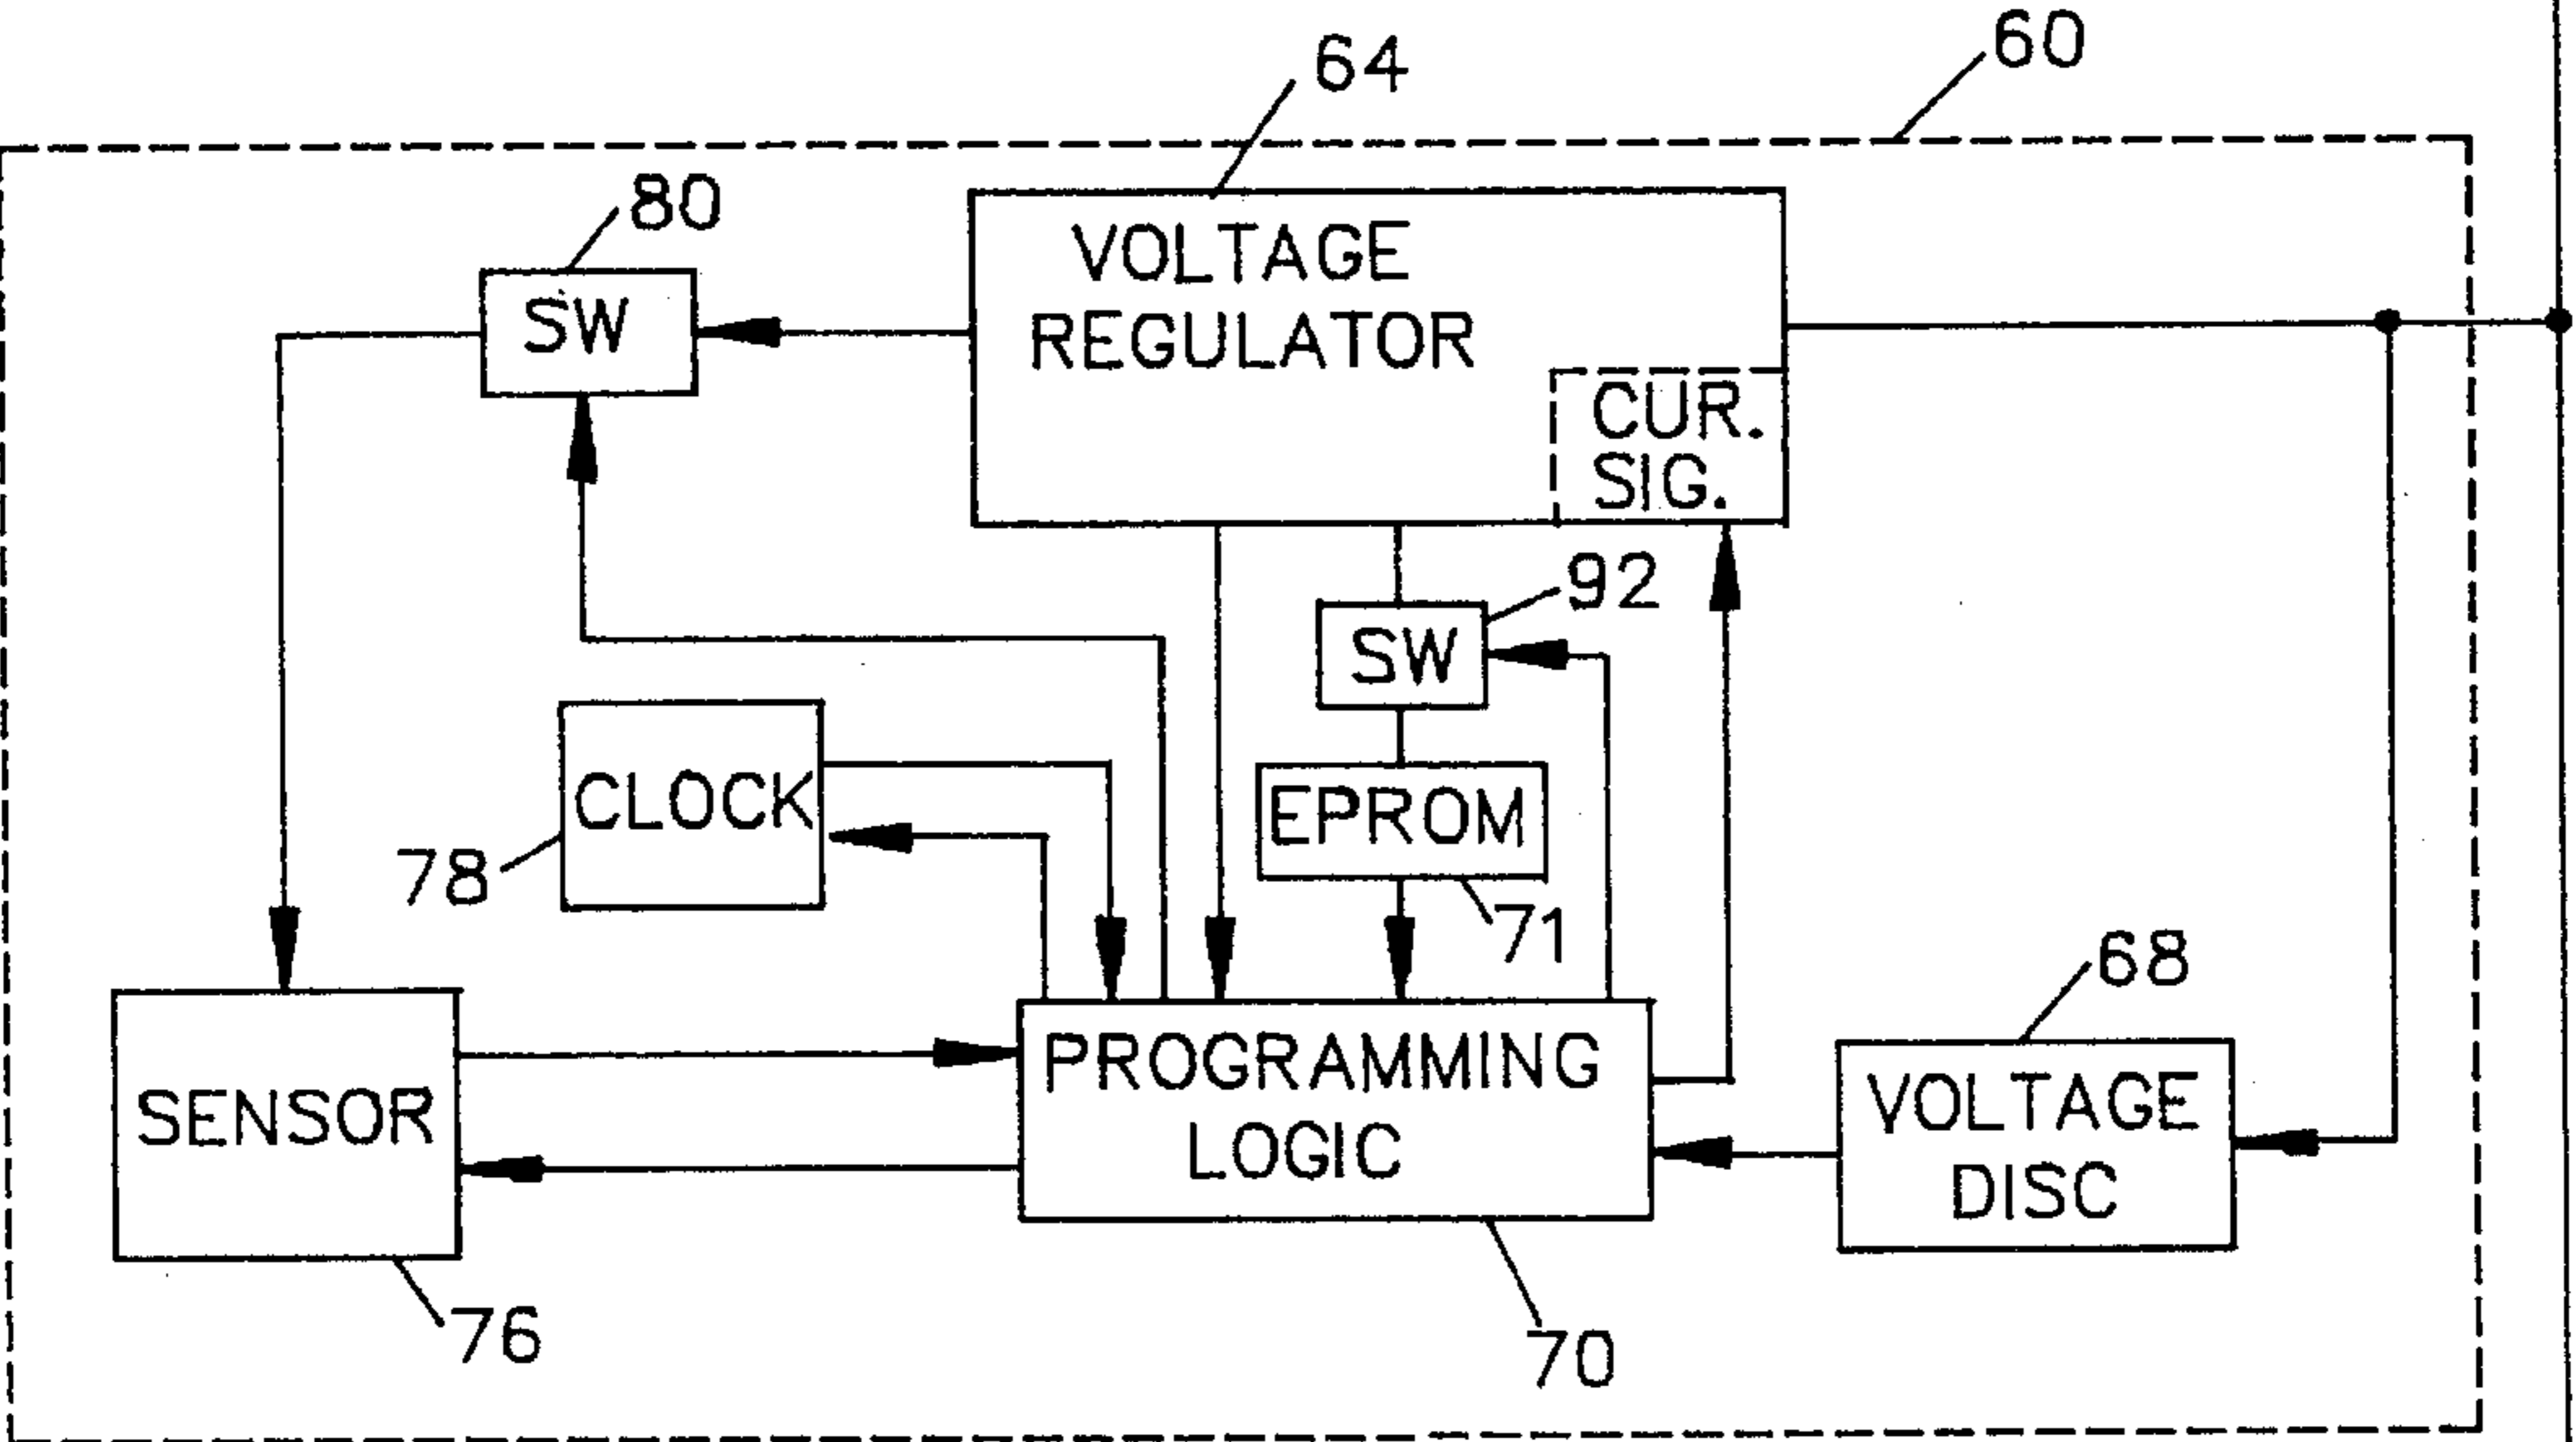 60
64
80
VOLTAGE
REGULATOR
SW
CUR.
SIG.
92
SW
CLOCK
EPROM
78
71
68
PROGRAMMING
LOGIC
SENSOR
VOLTAGE
DISC
76
70